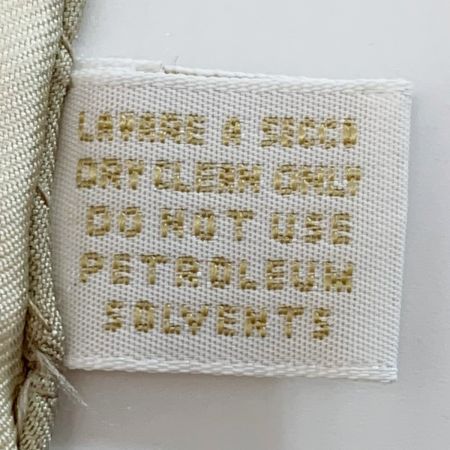 LAVARE A SECCO
DRY CLEAN ONLY
DO NOT USE
PETROLEUM
SOLVENTS